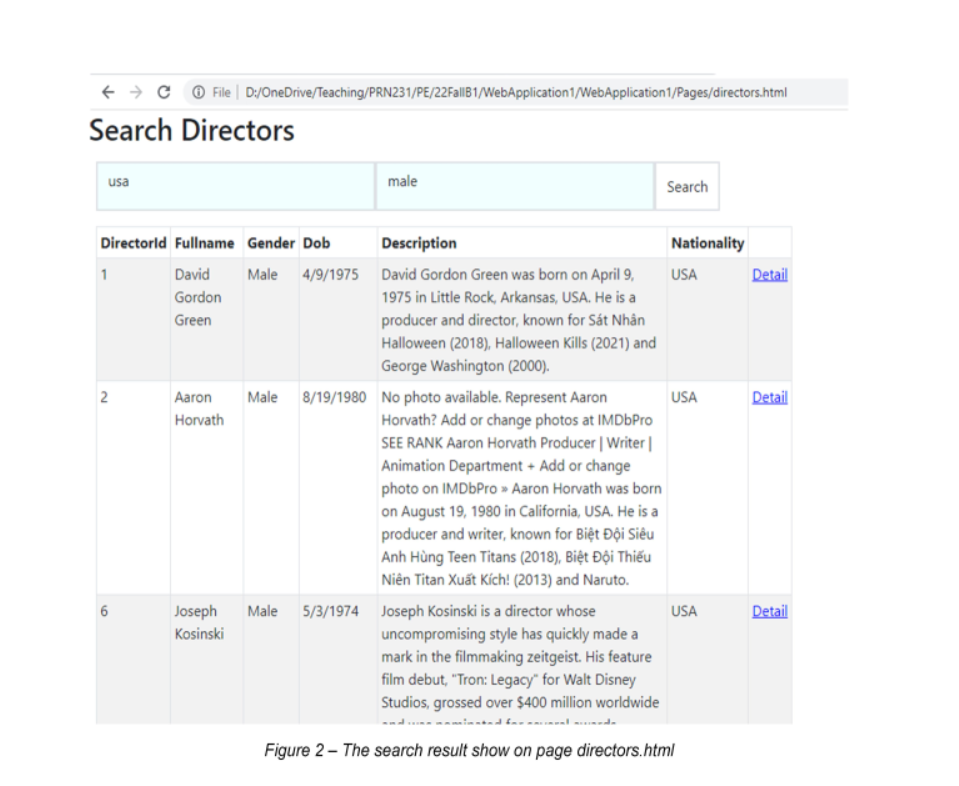 File | D:/OneDrive/Teaching/PRN231/PE/22FallB1/WebApplication1/WebApplication1/Pages/directors.html
Search Directors
usa male Search
DirectorId Fullname Gender Dob Description Nationality
1 David Male 4/9/1975 David Gordon Green was born on April 9, USA Detail
Gordon 1975 in Little Rock, Arkansas, USA. He is a
Green producer and director, known for Sát Nhân
Halloween (2018), Halloween Kills (2021) and
George Washington (2000).
2 Aaron Male 8/19/1980 No photo available. Represent Aaron USA Detail
Horvath Horvath? Add or change photos at IMDbPro
SEE RANK Aaron Horvath Producer | Writer |
Animation Department + Add or change
photo on IMDbPro » Aaron Horvath was born
on August 19, 1980 in California, USA. He is a
producer and writer, known for Biệt Đội Siêu
Anh Hùng Teen Titans (2018), Biệt Đội Thiếu
Niên Titan Xuất Kích! (2013) and Naruto.
6 Joseph Male 5/3/1974 Joseph Kosinski is a director whose USA Detail
Kosinski uncompromising style has quickly made a
mark in the filmmaking zeitgeist. His feature
film debut, "Tron: Legacy" for Walt Disney
Studios, grossed over $400 million worldwide
Figure 2 – The search result show on page directors.html